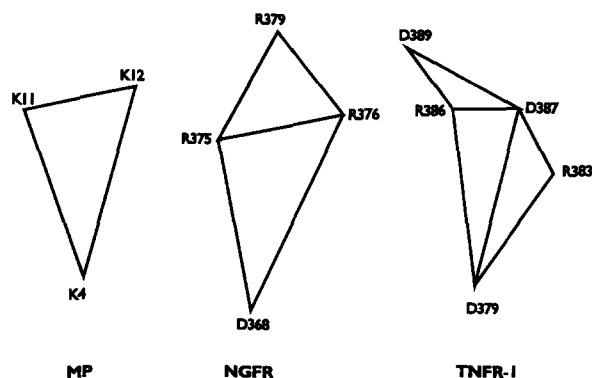 D389
R379
K12
K11
R376
R386
D387
R375
R383
K4
D379
D368
MP
NGFR
TNFR-1